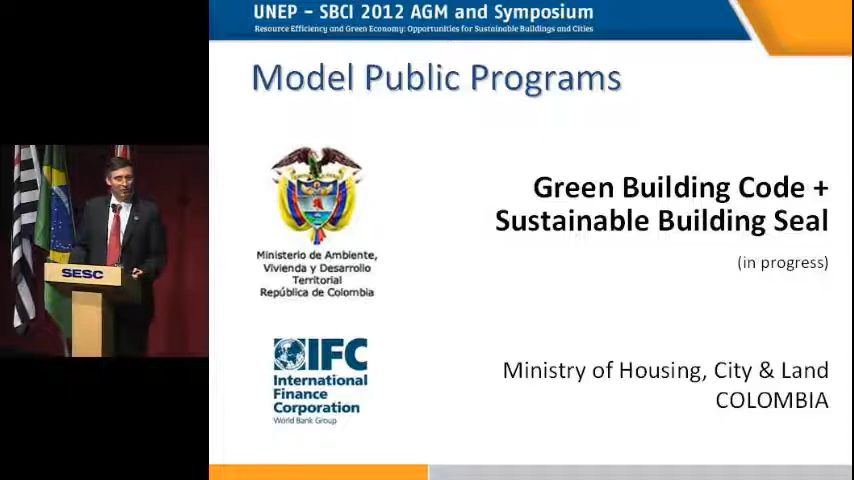 UNEP – SBCI 2012 AGM and Symposium
Resource Efficiency and Green Economy: Opportunities for Sustainable Buildings and Cities
Model Public Programs
Green Building Code +
Sustainable Building Seal
(in progress)
Ministerio de Ambiente,
Vivienda y Desarrollo
Territorial
República de Colombia
SESC
IFC
International
Finance
Corporation
World Bank Group
Ministry of Housing, City & Land
COLOMBIA